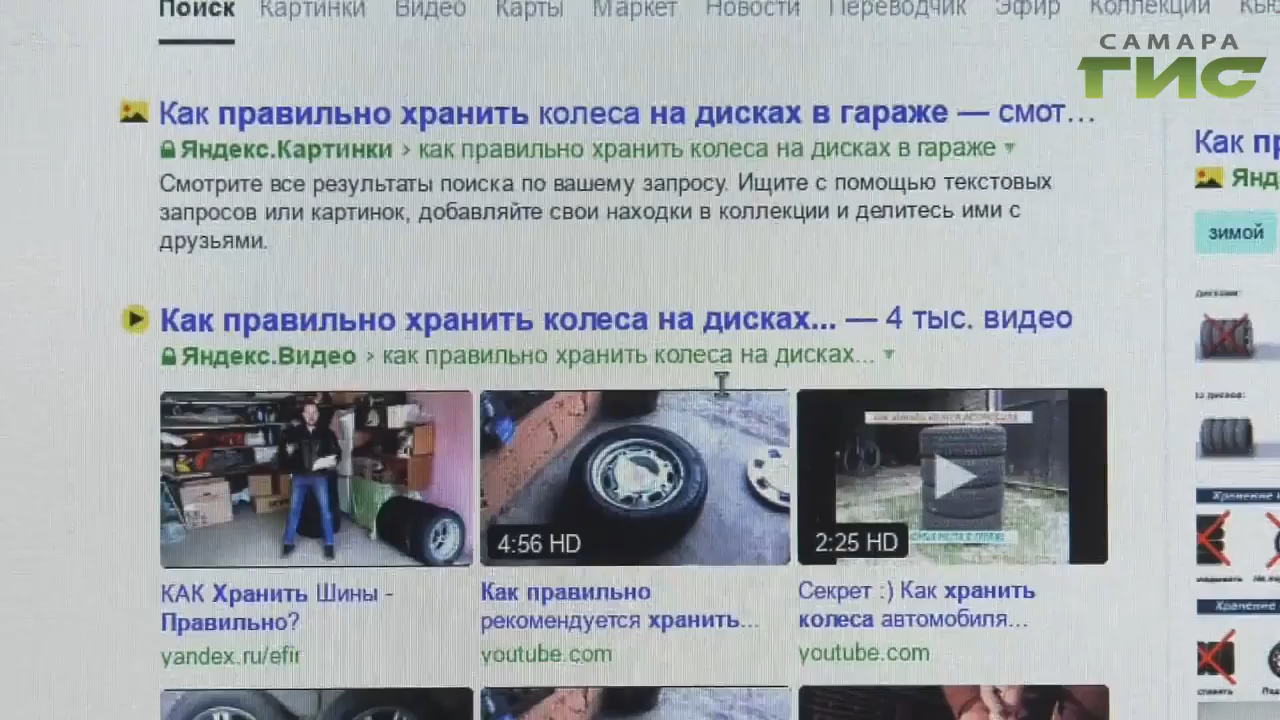 Поиск Картинки Видео Карты Маркет Новости Переводчик Эфир Коллекции
САМАРА
ГИС
Как правильно хранить колеса на дисках в гараже — смот...
Яндекс.Картинки › как правильно хранить колеса на дисках в гараже
Смотрите все результаты поиска по вашему запросу. Ищите с помощью текстовых
запросов или картинок, добавляйте свои находки в коллекции и делитесь ими с
друзьями.
Как правильно хранить колеса на дисках... — 4 тыс. видео
Яндекс.Видео › как правильно хранить колеса на дисках...
4:56 HD
2:25 HD
КАК Хранить Шины -
Правильно?
yandex.ru/efir
Как правильно
рекомендуется хранить...
youtube.com
Секрет :) Как хранить
колеса автомобиля...
youtube.com
Как
зимой
Хранение
Хранение